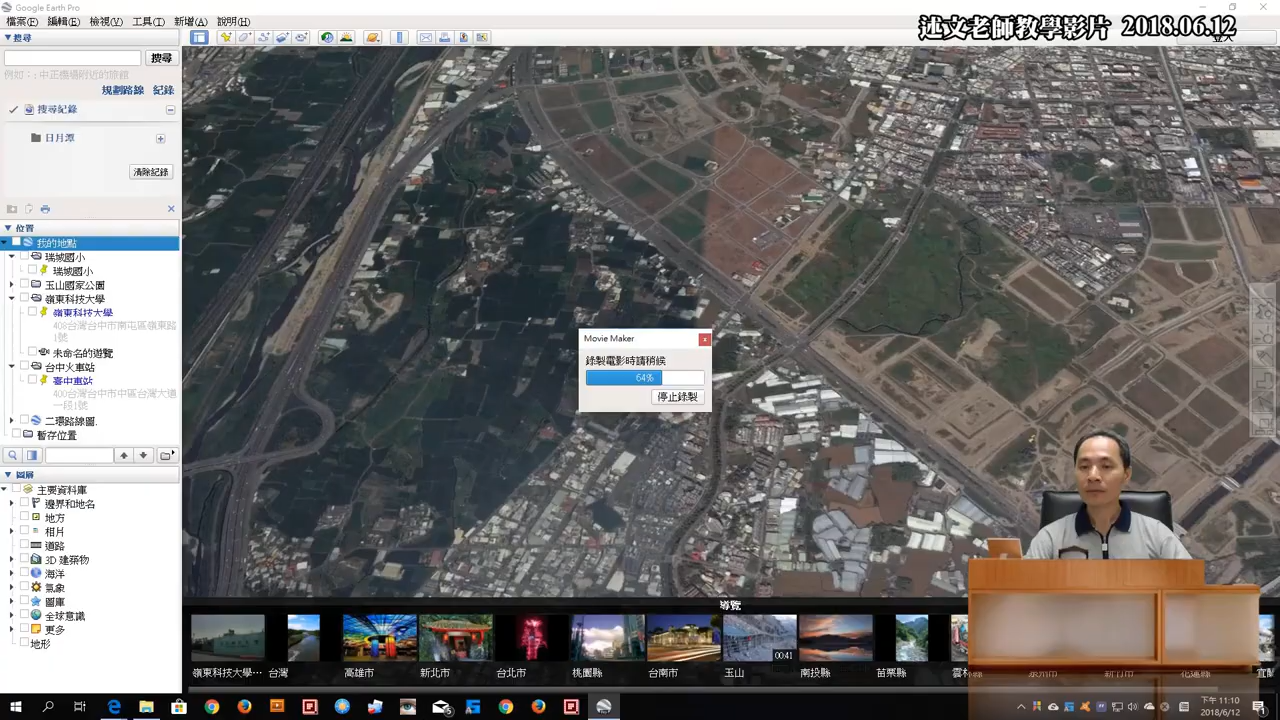 Google Earth Pro
檔案(F) 編輯(E) 檢視(V) 工具(T) 新增(A) 說明(H)
述文老師教學影片 2018.06.12
搜尋
搜尋
例如：: 中正機場附近的旅館
規劃路線 紀錄
搜尋紀錄
日月潭
清除記錄
位置
我的地點
瑞城國小
瑞城國小
玉山國家公園
嶺東科技大學
嶺東科技大學
408台灣台中市南屯區嶺東路
1號
未命名的遊覽
台中火車站
臺中車站
400台灣台中市中區台灣大道
一段1號
二環路線圖.
暫存位置
圖層
主要資料庫
邊界和地名
地方
相片
道路
3D 建築物
海洋
氣象
圖庫
全球意識
更多
地形
Movie Maker
錄製電影時請稍候
64%
停止錄製
導覽
00:41
嶺東科技大學… 台灣 高雄市 新北市 台北市 桃園縣 台南市 玉山 南投縣 苗栗縣
下午 11:10
2018/6/12